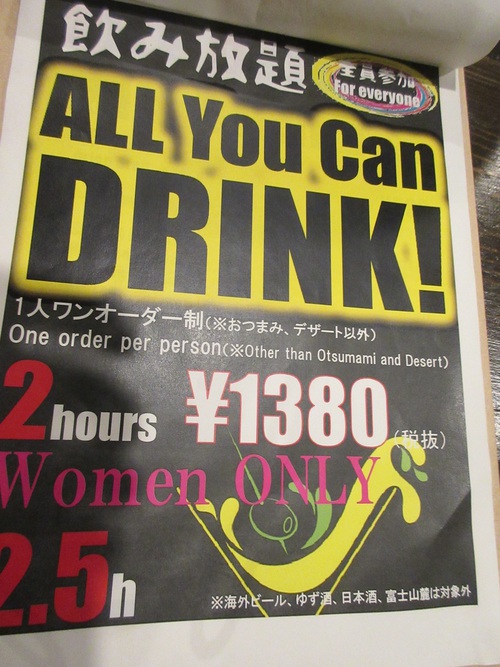 飲み放題
全員参加
For everyone
ALL You Can
DRINK!
1人ワンオーダー制(※おつまみ、デザート以外)
One order per person(※Other than Otsumami and Desert)
2hours ¥1380(税抜)
Women ONLY
2.5h
※海外ビール、ゆず酒、日本酒、富士山麓は対象外